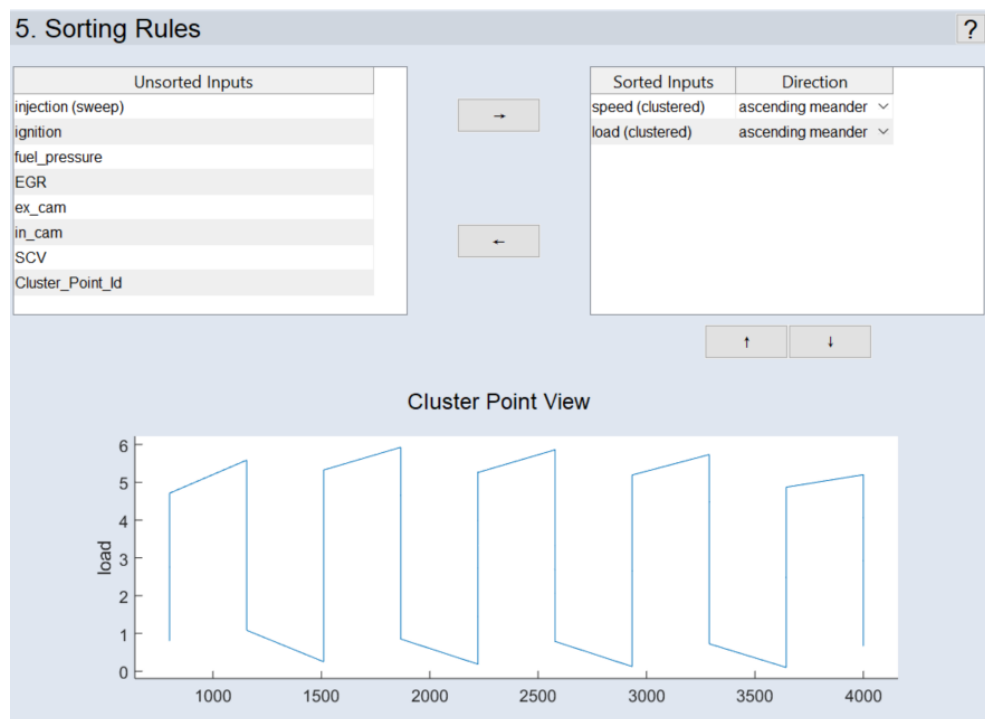 5. Sorting Rules ?
Unsorted Inputs
injection (sweep)
ignition
fuel_pressure
EGR
ex_cam
in_cam
SCV
Cluster_Point_Id
→
←
Sorted Inputs Direction
speed (clustered) ascending meander
load (clustered) ascending meander
↑ ↓
Cluster Point View
load
6
5
4
3
2
1
0
1000 1500 2000 2500 3000 3500 4000